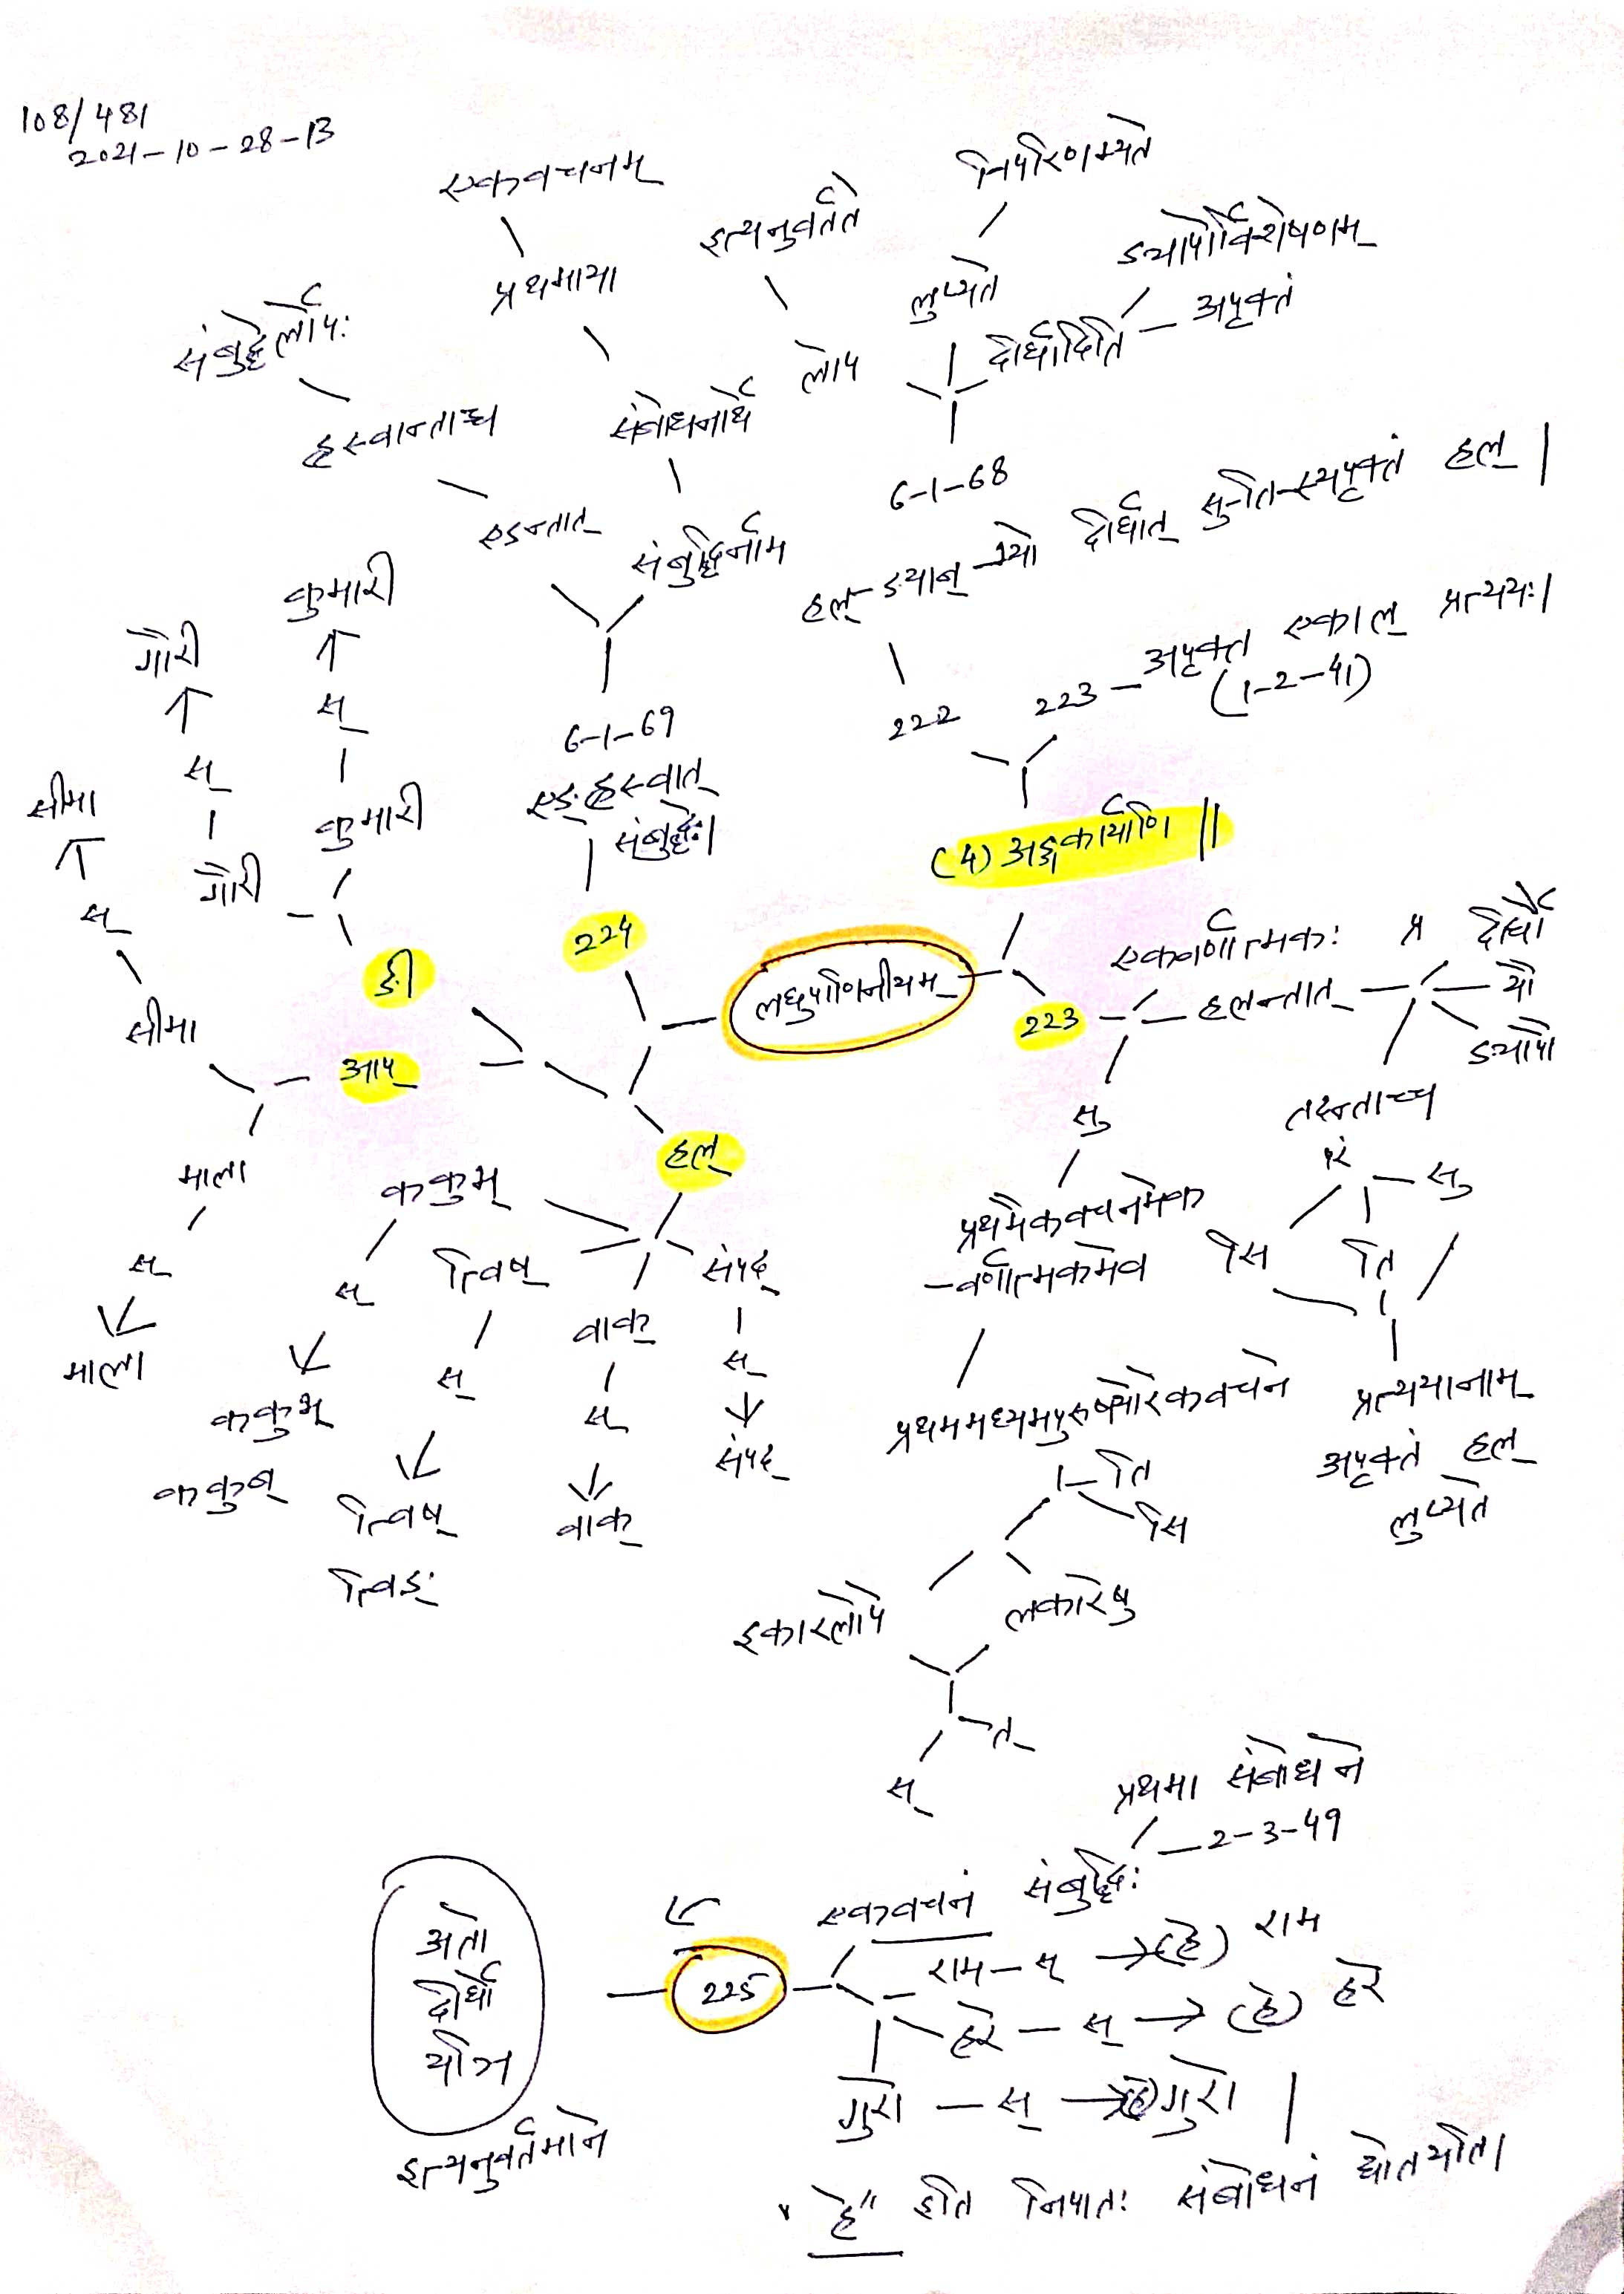 108/481
2021-10-28-13
एकवचनम्
प्रथमाया
संबोधनार्थे
संबुद्धिर्नाम
इत्यनुवर्तते
लोप
लुप्यते
ङ्यापोर्विशेषणम्
दीर्घादिति — अपृक्तं
6-1-68
संबुद्धेर्लोपः
ह्रस्वान्ताच्च
एङन्तात्
6-1-69
एङ्ह्रस्वात्
संबुद्धेः।
224
हल्-ङ्याब्-भ्यो दीर्घात् सु-ति-स्यपृक्तं हल् |
222
223 — अपृक्त एकाल् प्रत्ययः|
(1-2-41)
(4) अङ्गकार्याणि ||
कुमारी
स्
कुमारी
गौरी
स्
गौरी
ङी
सीमा
स्
सीमा
आप्
माला
स्
माला
लघुपाणिनीयम्
223
एकवर्णात्मकः
हलन्तात्
प्र दीर्घौ
यौ
ङ्यापौ
तदन्ताच्च
परं
सु
ति
सि
प्रत्ययानाम्
अपृक्तं हल्
लुप्यते
सु
प्रथमैकवचनमेक
-वर्णात्मकमेव
प्रथममध्यमपुरुषयोरेकवचने
ति
सि
लकारेषु
इकारलोपे
त्
स्
हल्
ककुभ्
स्
ककुभ्
ककुब्
त्विष्
स्
त्विष्
त्विड्
वाक्
स्
वाक्
संपद्
स्
संपद्
प्रथमा संबोधने
— 2-3-49
एकवचनं संबुद्धिः
225
राम — स् → (हे) राम
हरे — स् → (हे) हरे
गुरो — स् → (हे) गुरो |
अतो
दीर्घो
यञि
इत्यनुवर्तमाने
"हे" इति निपातः संबोधनं द्योतयति।